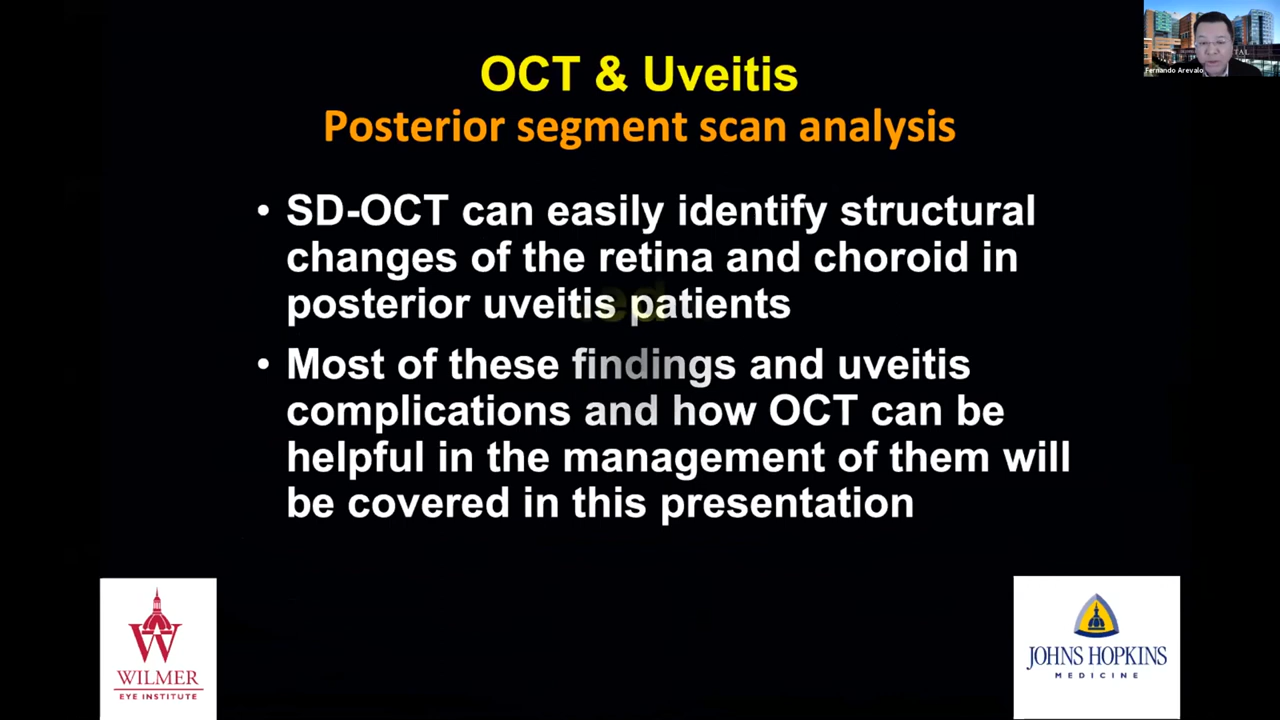 OCT & Uveitis
Posterior segment scan analysis
• SD-OCT can easily identify structural
changes of the retina and choroid in
posterior uveitis patients
• Most of these findings and uveitis
complications and how OCT can be
helpful in the management of them will
be covered in this presentation
Fernando Arevalo
WILMER
EYE INSTITUTE
JOHNS HOPKINS
MEDICINE